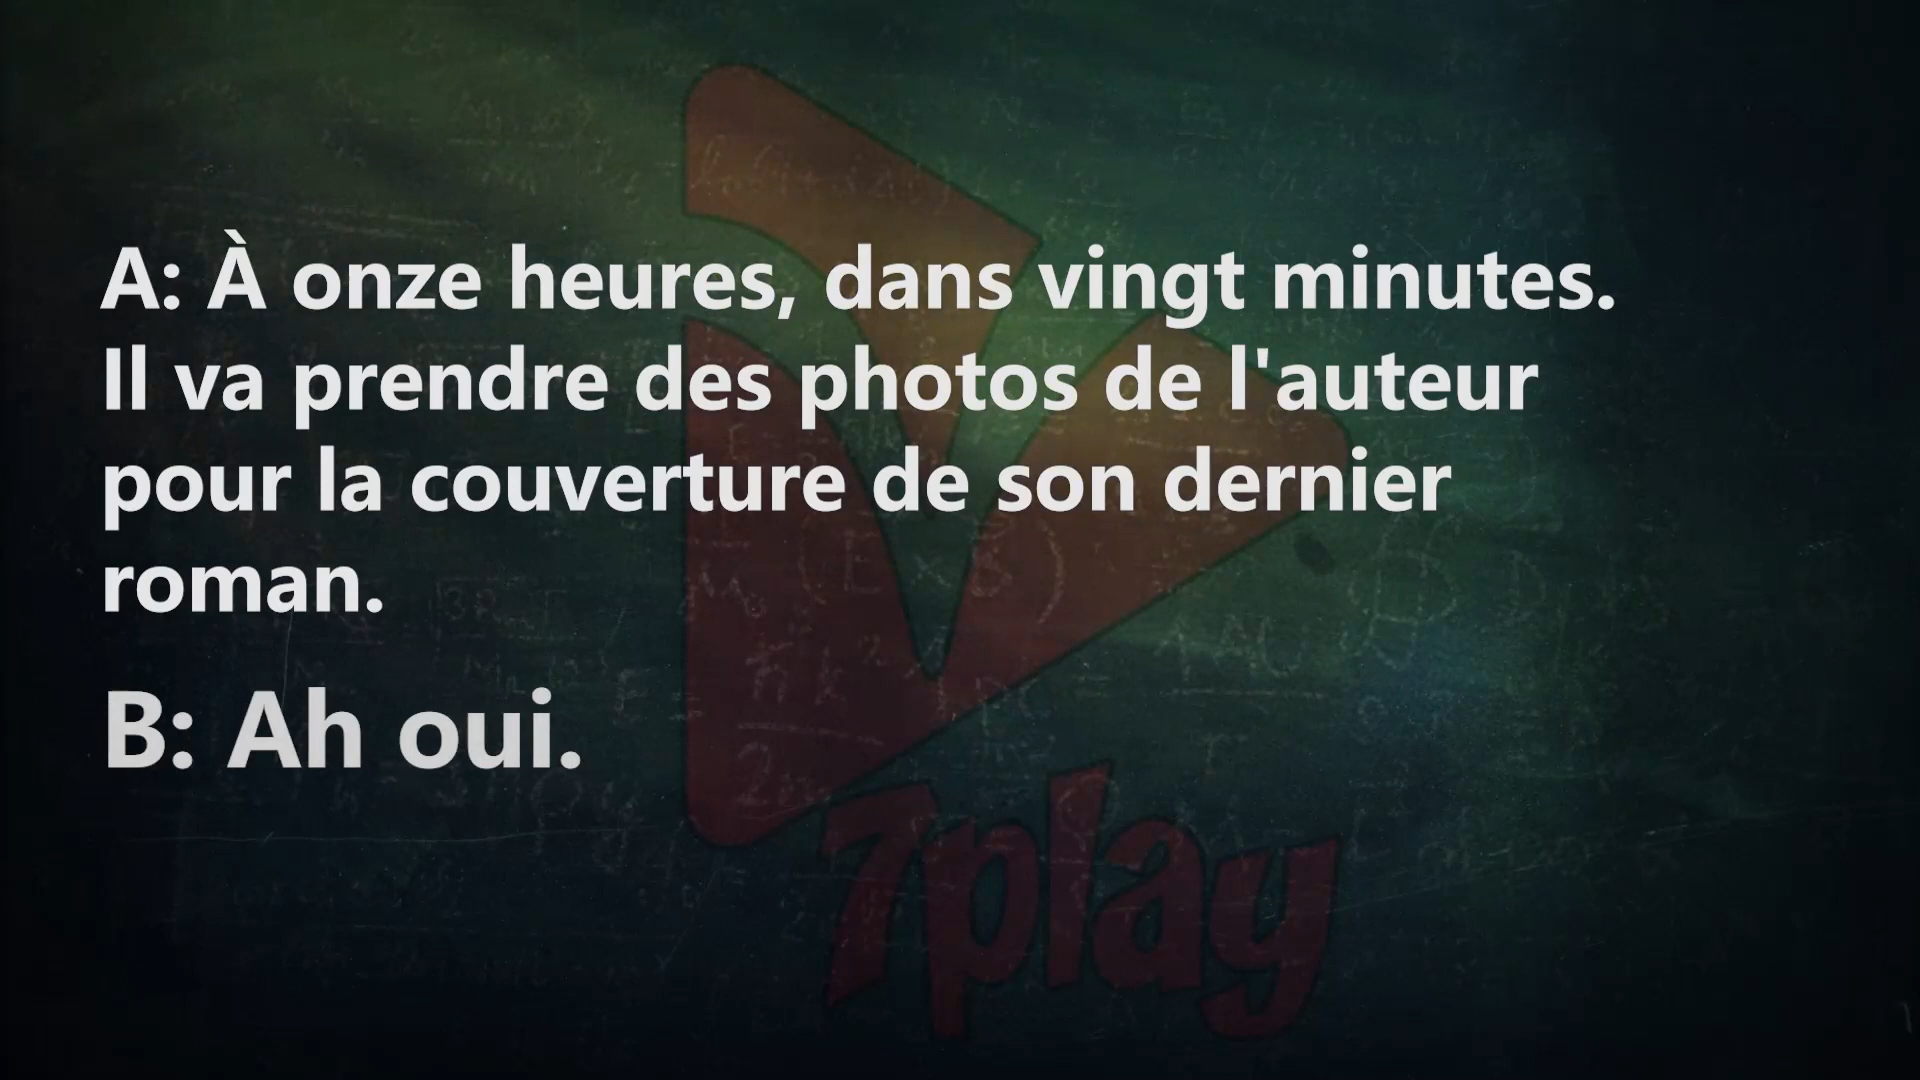 A: À onze heures, dans vingt minutes.
Il va prendre des photos de l'auteur
pour la couverture de son dernier
roman.
B: Ah oui.
7play